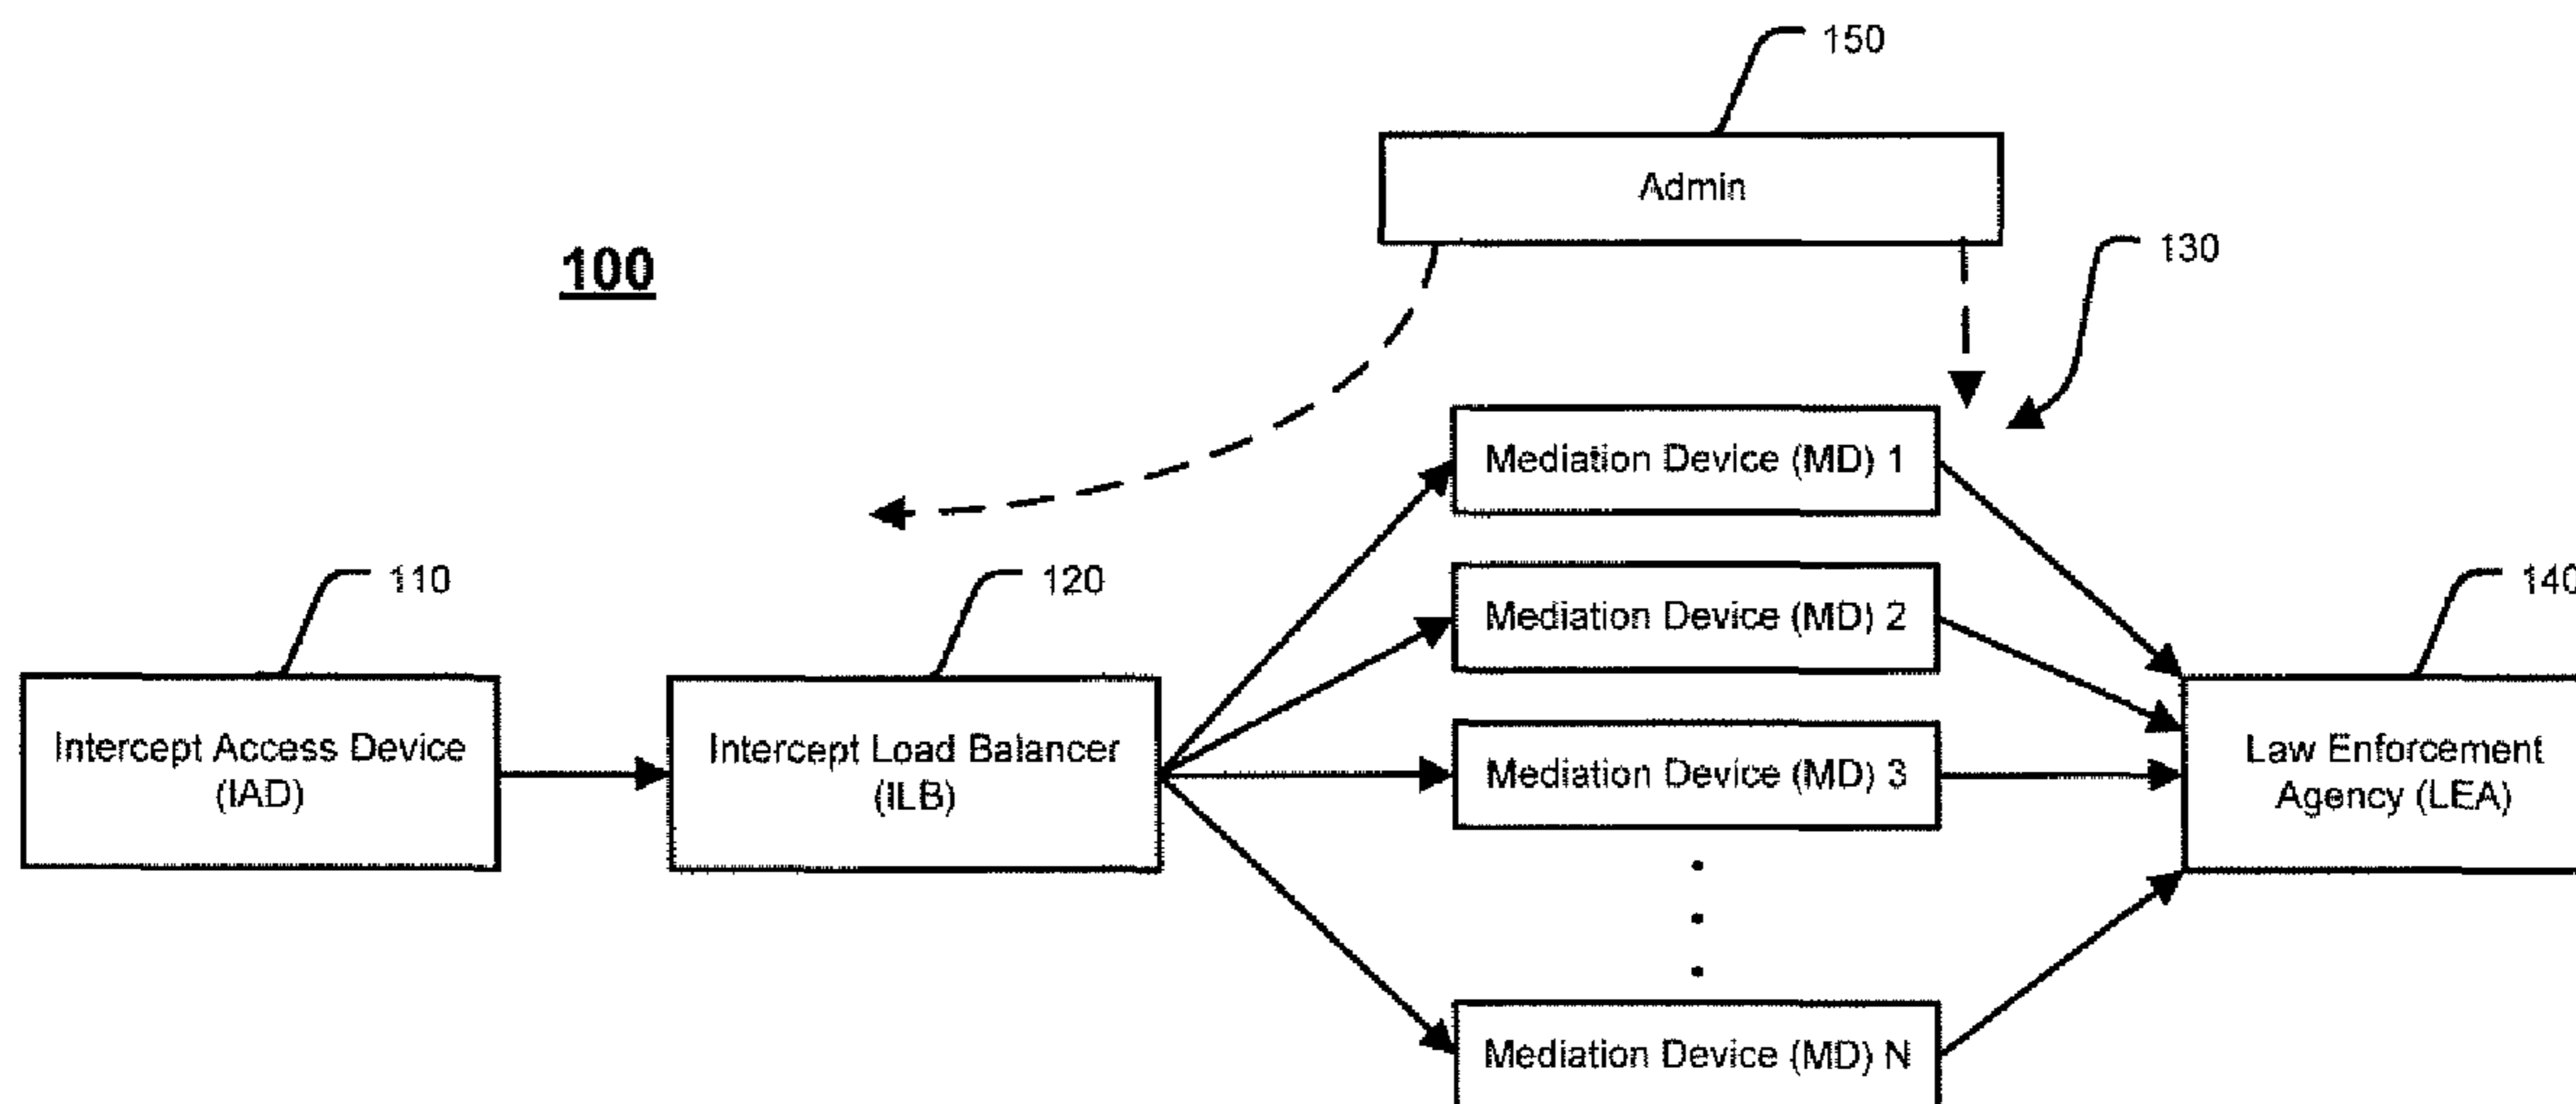 150
Admin
130
100
Mediation Device (MD) 1
110
120
Mediation Device (MD) 2
140
Intercept Access Device
(IAD)
Intercept Load Balancer
(ILB)
Mediation Device (MD) 3
Law Enforcement
Agency (LEA)
Mediation Device (MD) N